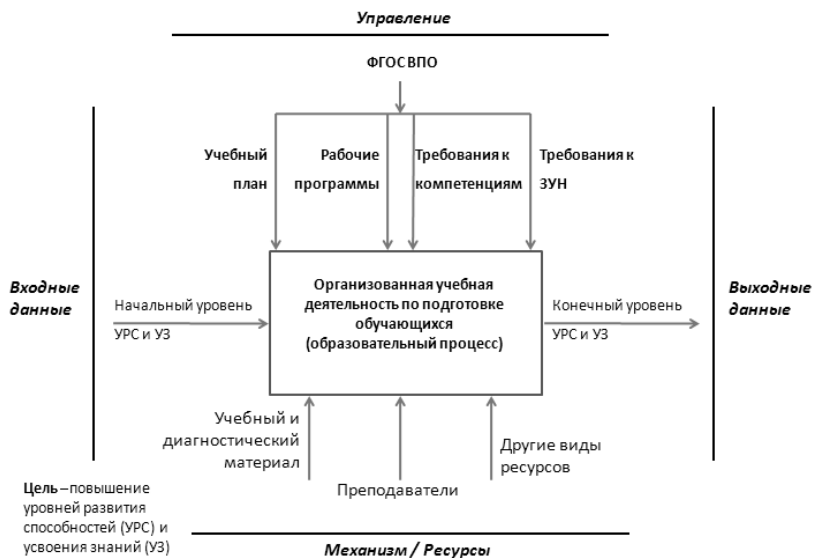 Управление
ФГОС ВПО
Учебный
план
Рабочие
программы
Требования к
компетенциям
Требования к
ЗУН
Входные
данные
Начальный уровень
УРС и УЗ
Организованная учебная
деятельность по подготовке
обучающихся
(образовательный процесс)
Конечный уровень
УРС и УЗ
Выходные
данные
Учебный и
диагностический
материал
Преподаватели
Другие виды
ресурсов
Цель –повышение
уровней развития
способностей (УРС) и
усвоения знаний (УЗ)
Механизм / Ресурсы